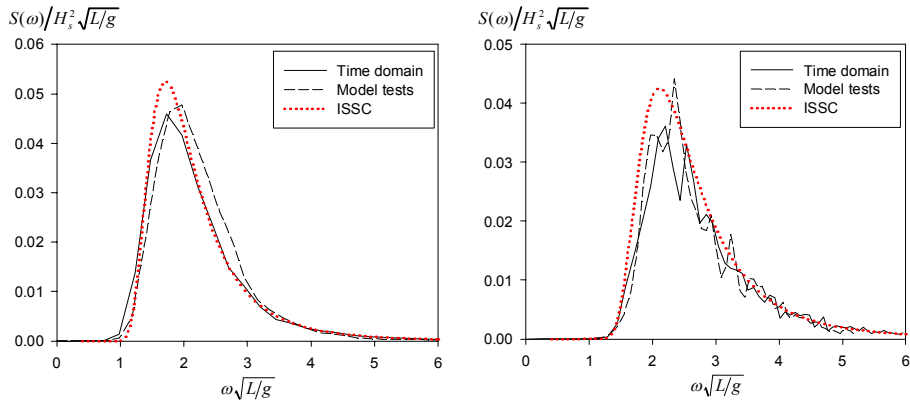 S(ω)/H_s^2 √L/g
0.06
0.05
0.04
0.03
0.02
0.01
0.00
0 1 2 3 4 5 6
ω√L/g
Time domain
Model tests
ISSC
S(ω)/H_s^2 √L/g
0.05
0.04
0.03
0.02
0.01
0.00
0 1 2 3 4 5 6
ω√L/g
Time domain
Model tests
ISSC